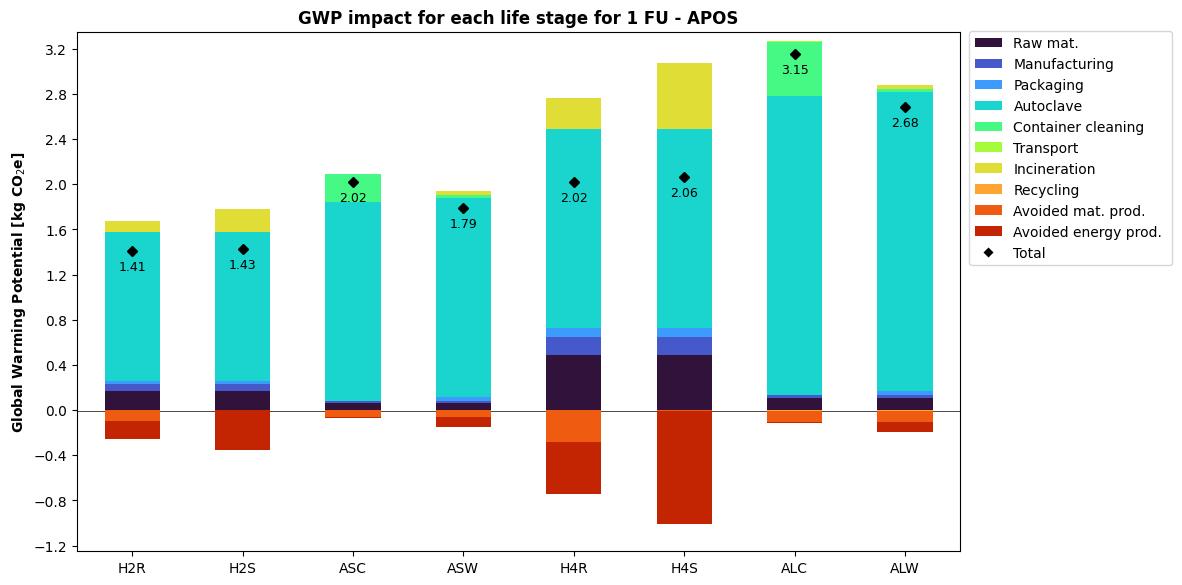 GWP impact for each life stage for 1 FU - APOS
Global Warming Potential [kg CO₂e]
3.2
2.8
2.4
2.0
1.6
1.2
0.8
0.4
0.0
−0.4
−0.8
−1.2
1.41
1.43
2.02
1.79
2.02
2.06
3.15
2.68
H2R
H2S
ASC
ASW
H4R
H4S
ALC
ALW
Raw mat.
Manufacturing
Packaging
Autoclave
Container cleaning
Transport
Incineration
Recycling
Avoided mat. prod.
Avoided energy prod.
Total